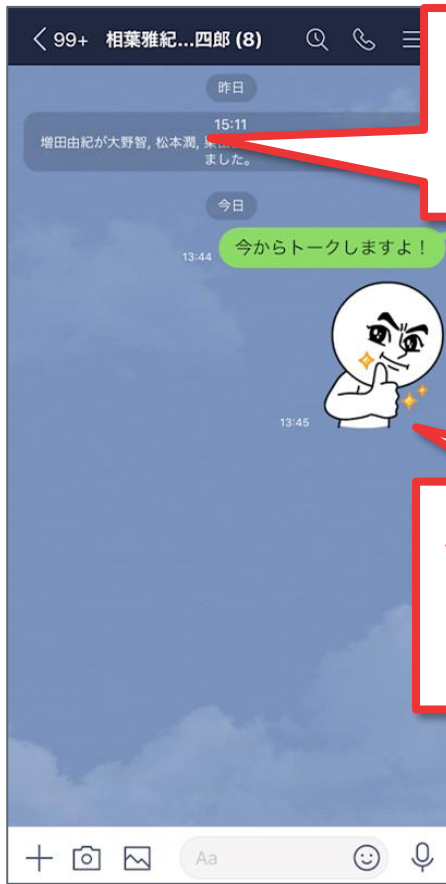 99+ 相葉雅紀...四郎 (8)
昨日
15:11
増田由紀が大野智, 松本潤,
ました。
今日
今からトークしますよ!
13:44
13:45
Aa